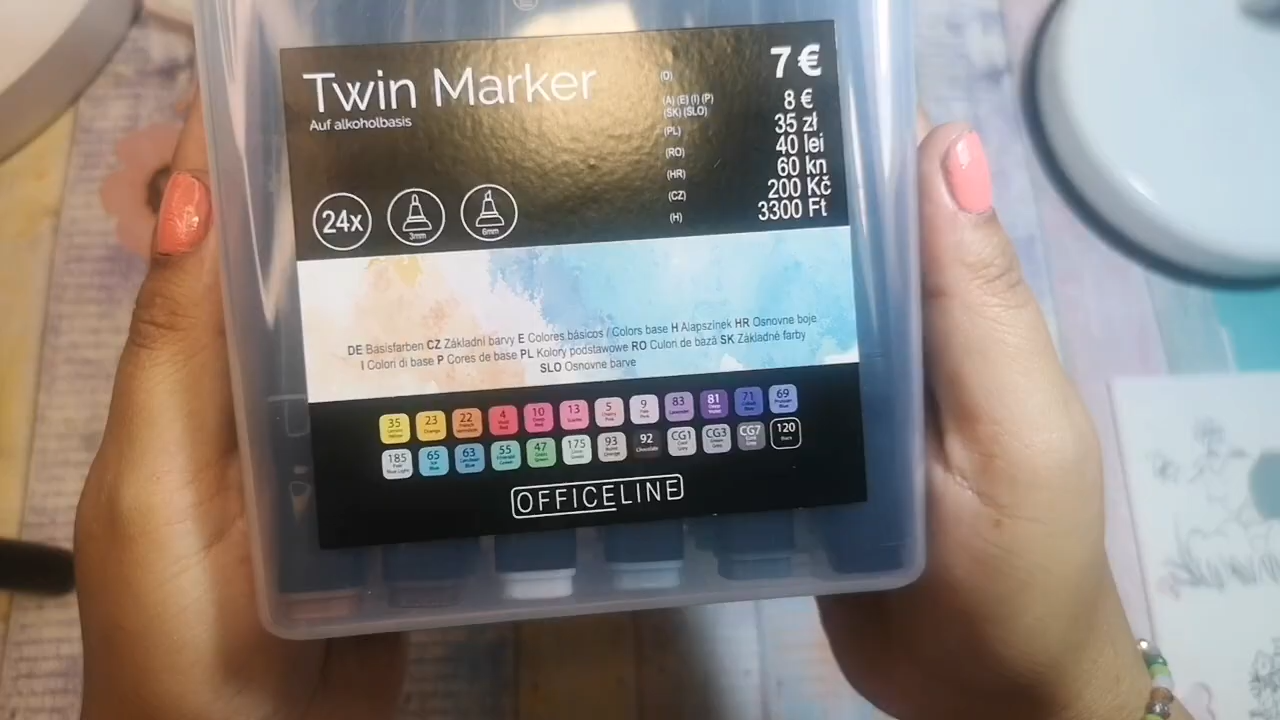 Twin Marker
Auf alkoholbasis
(D) 7 €
(A) (E) (I) (P)
(SK) (SLO) 8 €
(PL) 35 zł
(RO) 40 lei
(HR) 60 kn
(CZ) 200 Kč
(H) 3300 Ft
24x 3mm 6mm
DE Basisfarben CZ Základní barvy E Colores básicos / Colors base H Alapszínek HR Osnovne boje
I Colori di base P Cores de base PL Kolory podstawowe RO Culori de bază SK Základné farby
SLO Osnovne barve
35 23 22 4 10 13 5 9 83 81 71 69
185 65 63 55 47 175 93 92 CG1 CG3 CG7 120
OFFICELINE